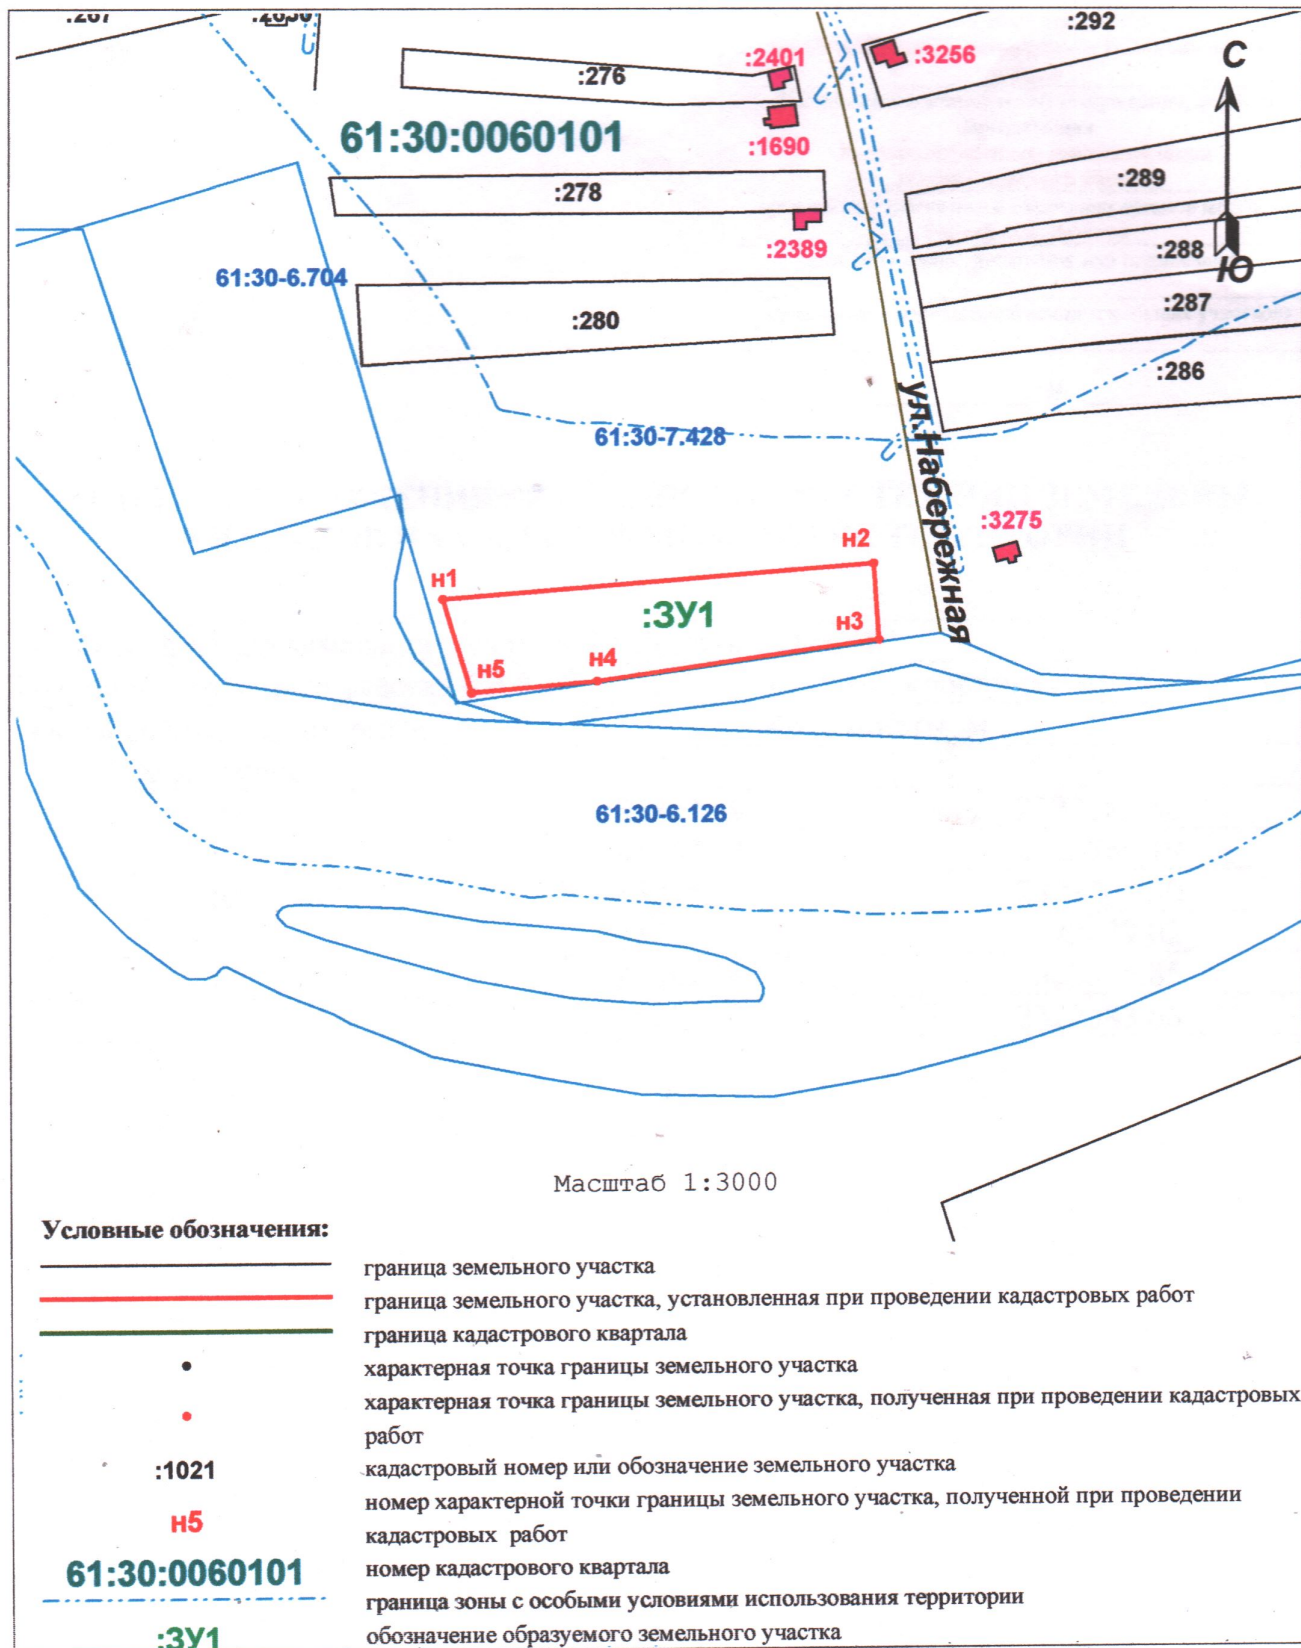 :287
:2830
:292
:2401
:3256
С
:276
61:30:0060101
:1690
:278
:289
:2389
:288
Ю
61:30-6.704
:287
:280
:286
61:30-7.428
ул.Набережная
:3275
н2
н1
:ЗУ1
н3
н4
н5
61:30-6.126
Масштаб 1:3000
Условные обозначения:
граница земельного участка
граница земельного участка, установленная при проведении кадастровых работ
граница кадастрового квартала
характерная точка границы земельного участка
характерная точка границы земельного участка, полученная при проведении кадастровых
работ
:1021 кадастровый номер или обозначение земельного участка
номер характерной точки границы земельного участка, полученной при проведении
н5
кадастровых работ
61:30:0060101 номер кадастрового квартала
граница зоны с особыми условиями использования территории
:ЗУ1 обозначение образуемого земельного участка